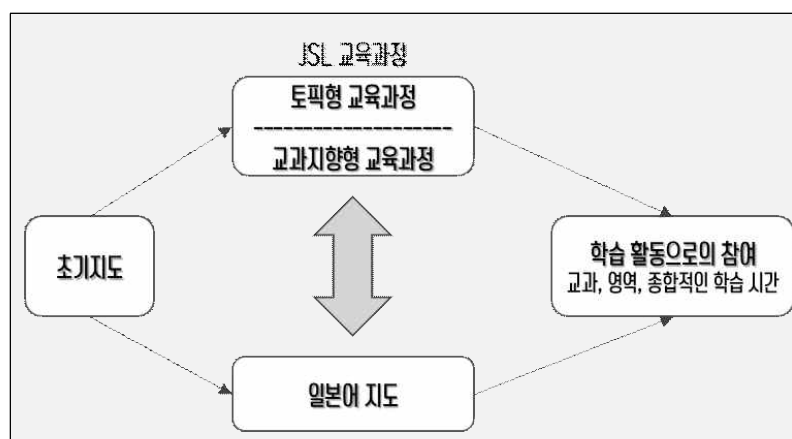 JSL 교육과정
토픽형 교육과정
교과지향형 교육과정
초기지도
학습 활동으로의 참여
교과, 영역, 종합적인 학습 시간
일본어 지도